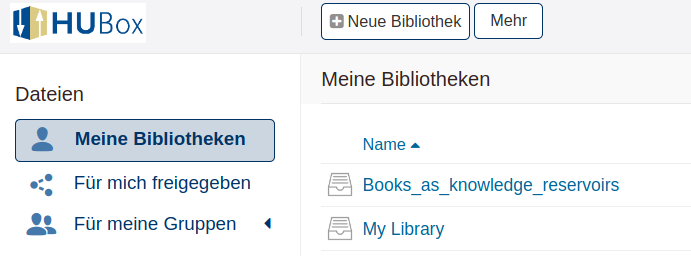 HUBox
Neue Bibliothek
Mehr
Dateien
Meine Bibliotheken
Für mich freigegeben
Für meine Gruppen
Meine Bibliotheken
Name
Books_as_knowledge_reservoirs
My Library